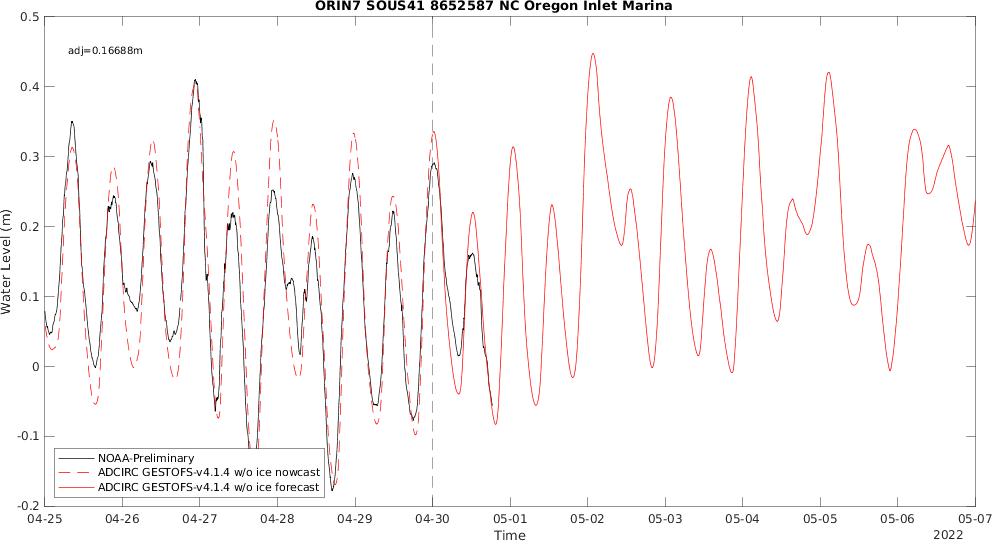 ORIN7 SOUS41 8652587 NC Oregon Inlet Marina
adj=0.16688m
0.5
0.4
0.3
0.2
0.1
0
-0.1
-0.2
Water Level (m)
NOAA-Preliminary
ADCIRC GESTOFS-v4.1.4 w/o ice nowcast
ADCIRC GESTOFS-v4.1.4 w/o ice forecast
04-25 04-26 04-27 04-28 04-29 04-30 05-01 05-02 05-03 05-04 05-05 05-06 05-07
Time
2022